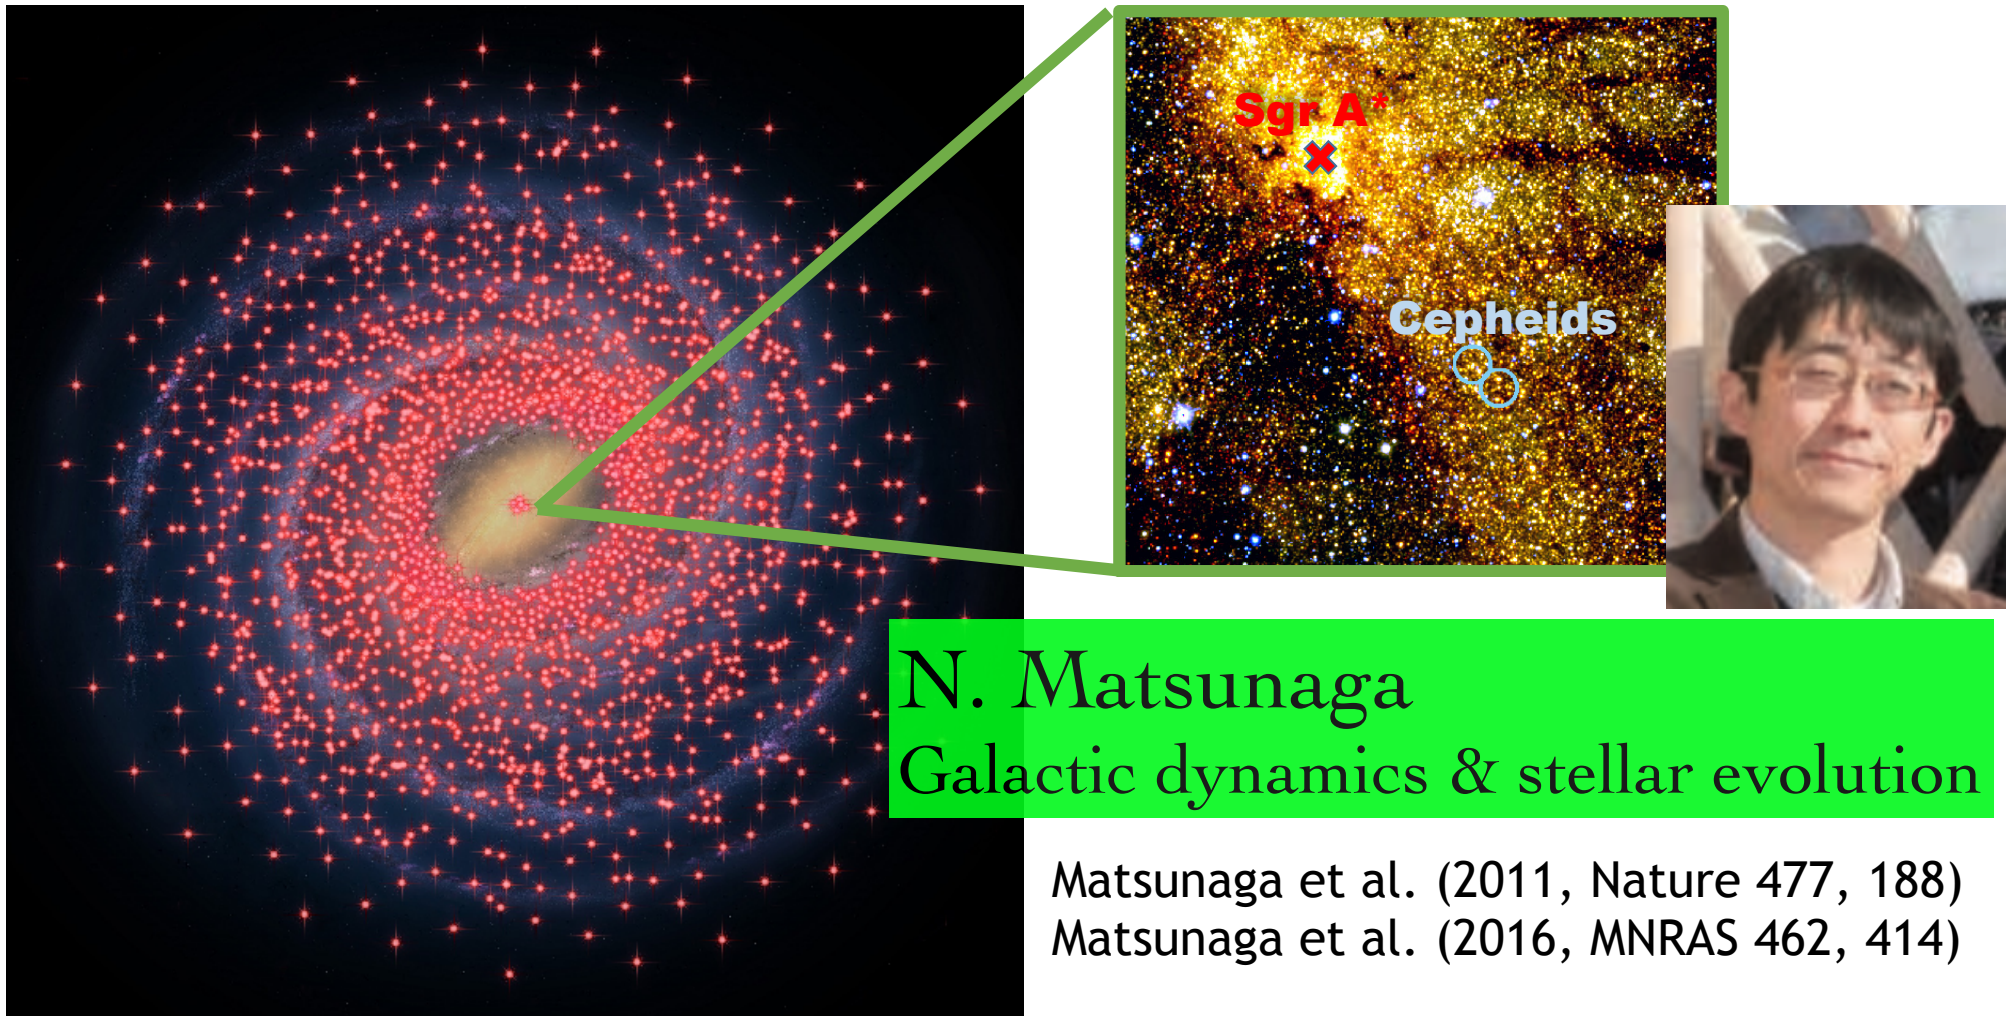 Sgr A*
Cepheids
N. Matsunaga
Galactic dynamics & stellar evolution
Matsunaga et al. (2011, Nature 477, 188)
Matsunaga et al. (2016, MNRAS 462, 414)